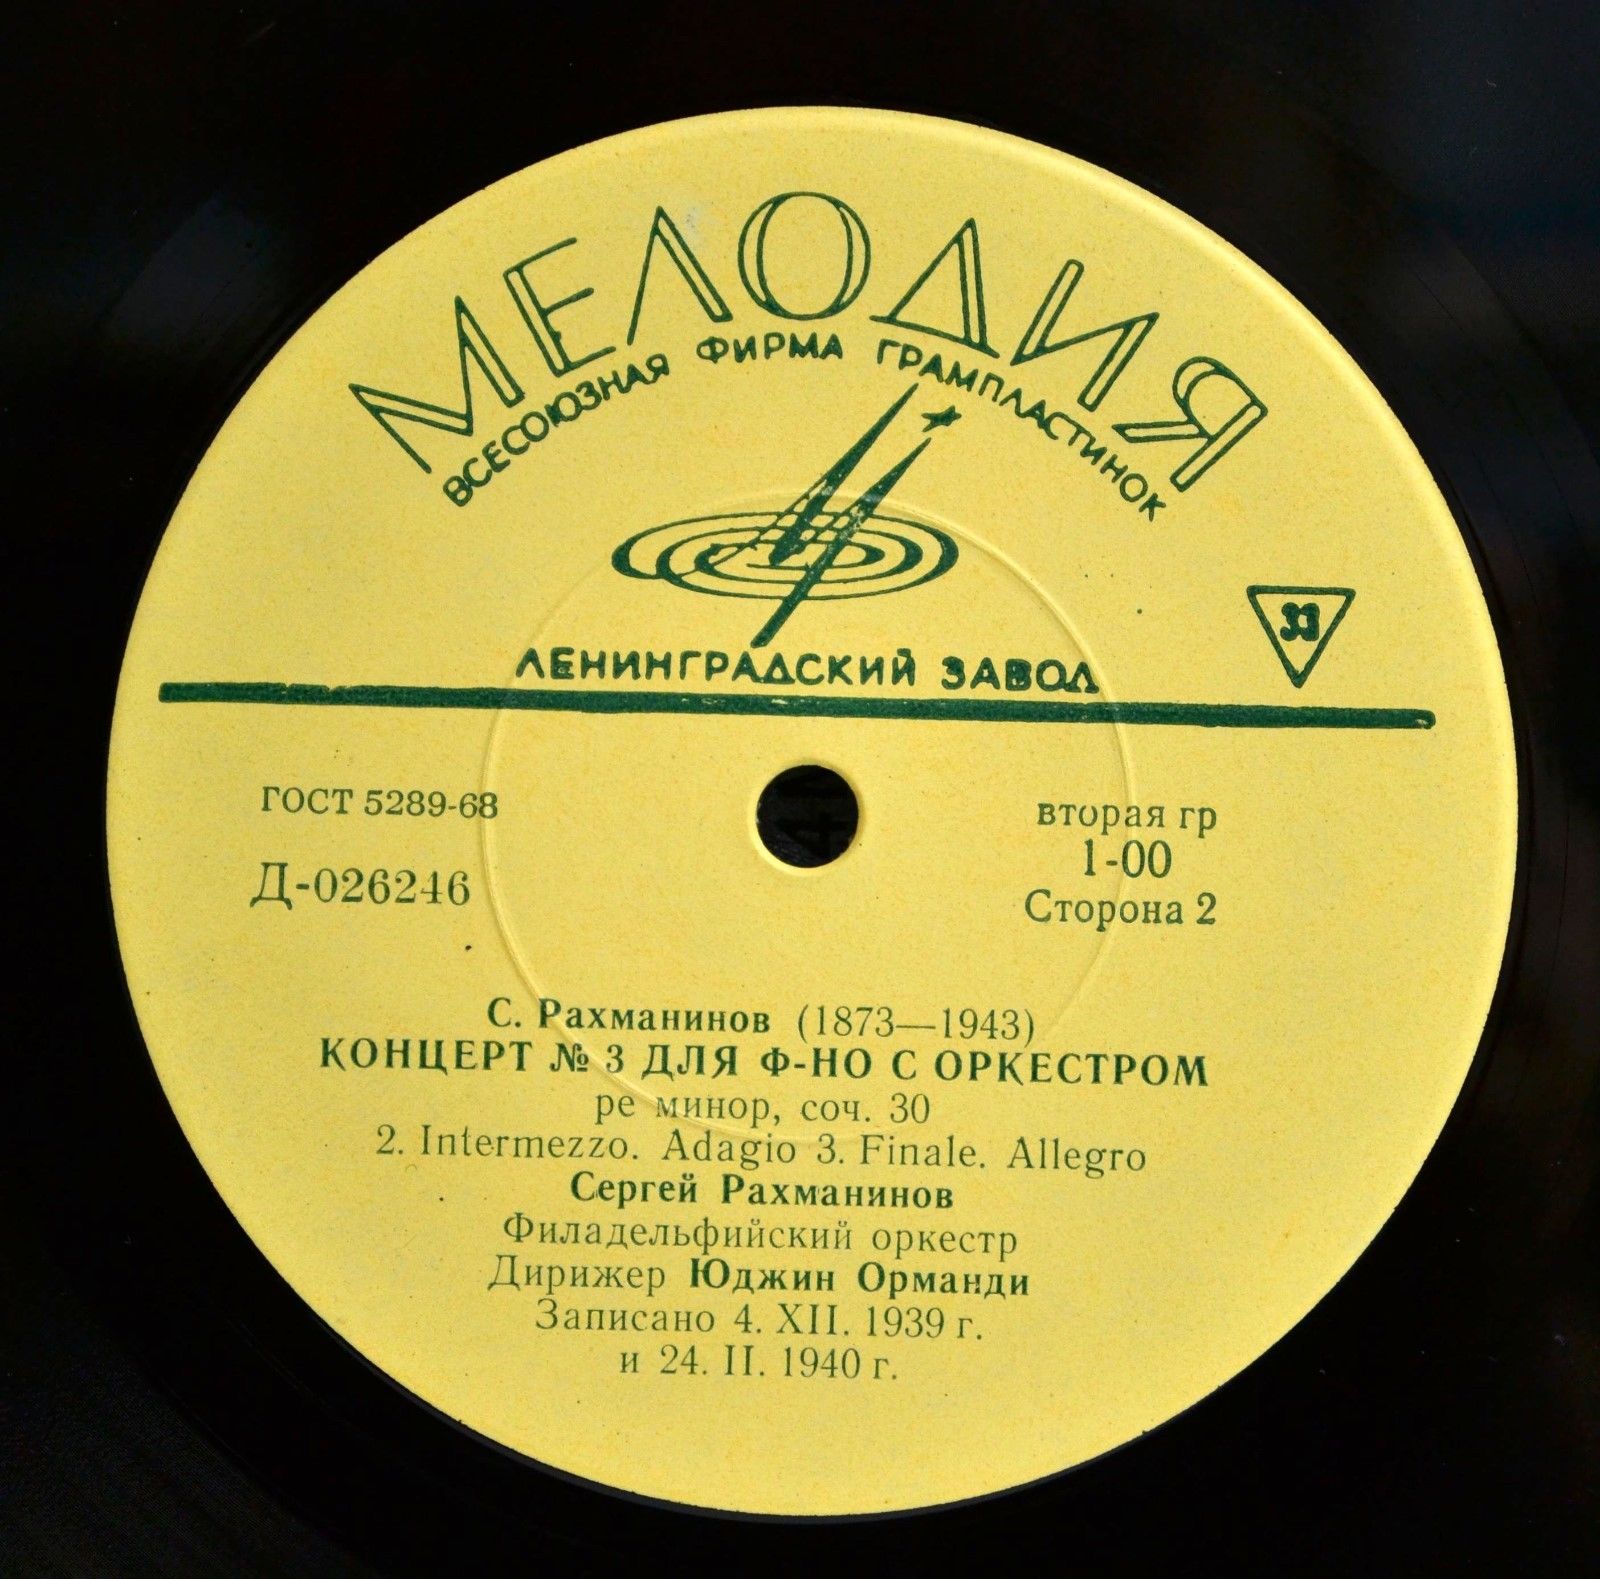 МЕЛОДИЯ
ВСЕСОЮЗНАЯ ФИРМА ГРАМПЛАСТИНОК
33
ЛЕНИНГРАДСКИЙ ЗАВОД
ГОСТ 5289-68
Д-026246
вторая гр
1-00
Сторона 2
С. Рахманинов (1873—1943)
КОНЦЕРТ № 3 ДЛЯ Ф-НО С ОРКЕСТРОМ
ре минор, соч. 30
2. Intermezzo. Adagio 3. Finale. Allegro
Сергей Рахманинов
Филадельфийский оркестр
Дирижер Юджин Орманди
Записано 4. XII. 1939 г.
и 24. II. 1940 г.